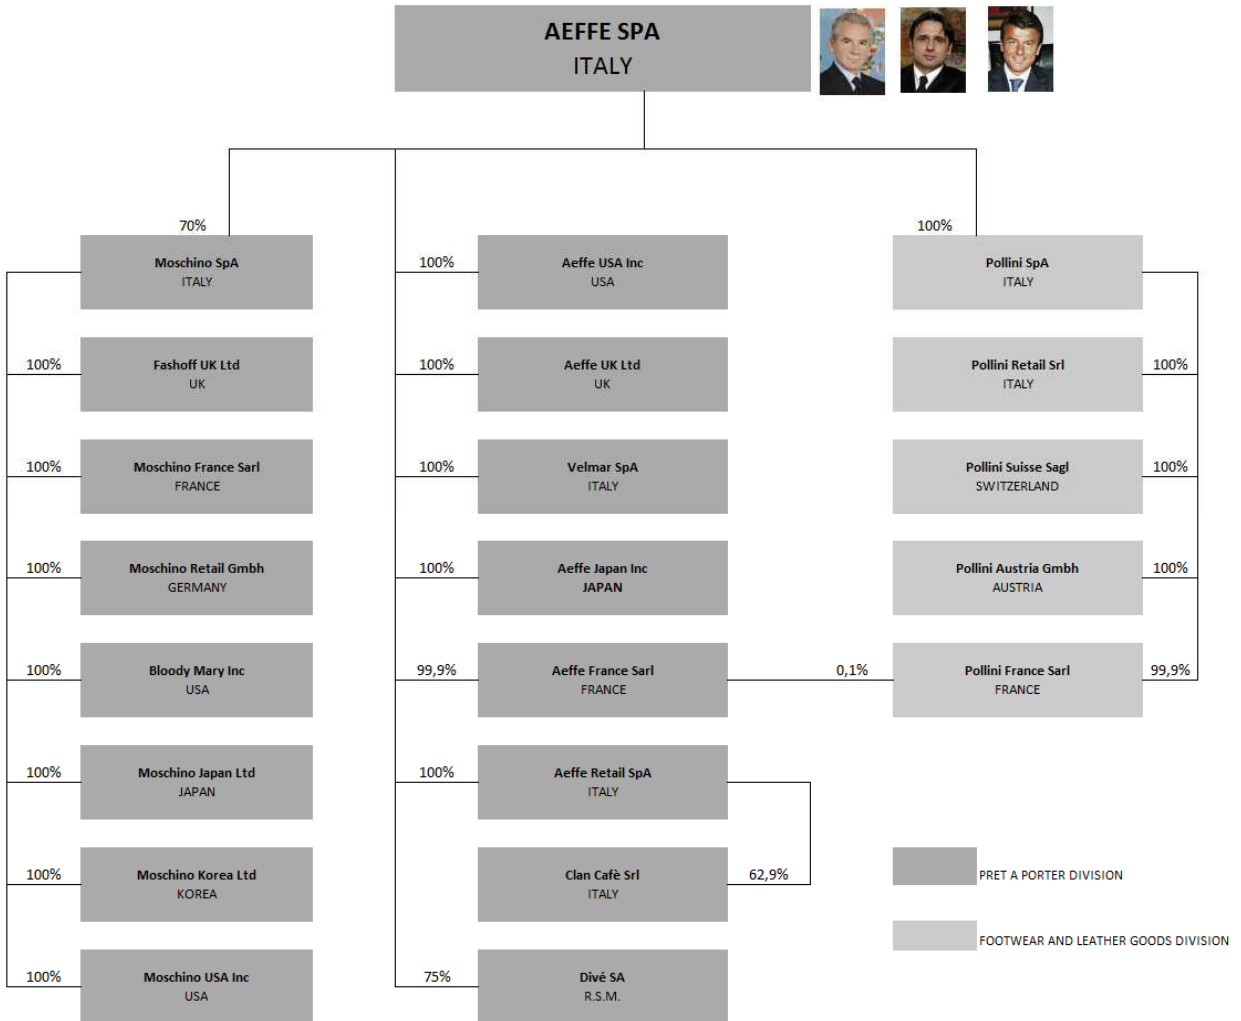 AEFFE SPA
ITALY
70%
100%
Moschino SpA
ITALY
100%
Aeffe USA Inc
USA
Pollini SpA
ITALY
100%
Fashoff UK Ltd
UK
100%
Aeffe UK Ltd
UK
Pollini Retail Srl
ITALY
100%
100%
Moschino France Sarl
FRANCE
100%
Velmar SpA
ITALY
Pollini Suisse Sagl
SWITZERLAND
100%
100%
Moschino Retail Gmbh
GERMANY
100%
Aeffe Japan Inc
JAPAN
Pollini Austria Gmbh
AUSTRIA
100%
100%
Bloody Mary Inc
USA
99,9%
Aeffe France Sarl
FRANCE
0,1%
Pollini France Sarl
FRANCE
99,9%
100%
Moschino Japan Ltd
JAPAN
100%
Aeffe Retail SpA
ITALY
100%
Moschino Korea Ltd
KOREA
Clan Cafè Srl
ITALY
62,9%
PRET A PORTER DIVISION
FOOTWEAR AND LEATHER GOODS DIVISION
100%
Moschino USA Inc
USA
75%
Divé SA
R.S.M.